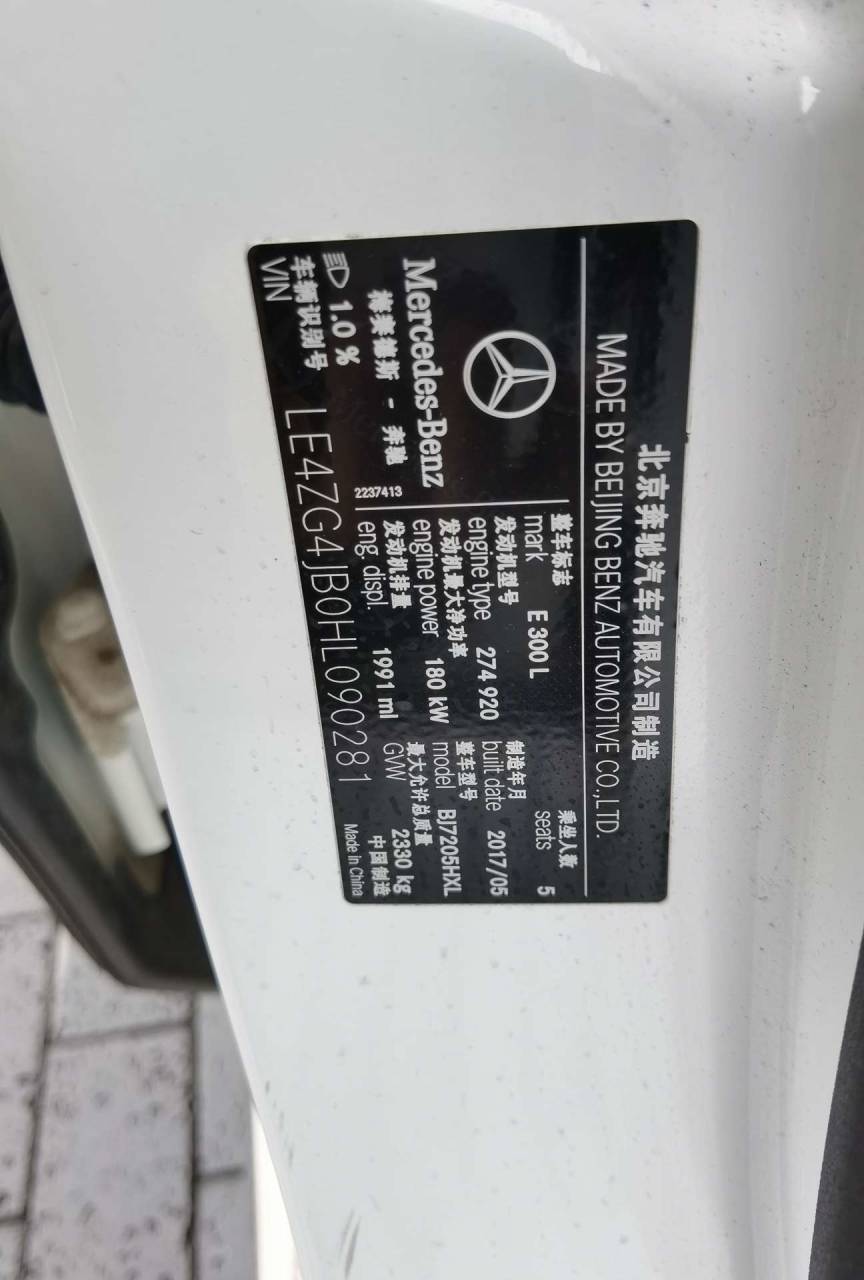 北京奔驰汽车有限公司制造
MADE BY BEIJING BENZ AUTOMOTIVE CO.,LTD.
Mercedes-Benz
梅赛德斯 - 奔驰
2237413
1.0 %
整车标志
mark E 300 L
乘坐人数
seats 5
发动机型号
engine type 274 920
制造年月
built date 2017/05
发动机最大净功率
engine power 180 kW
整车型号
model BJ7205HXL
发动机排量
eng. displ. 1991 ml
最大允许总质量
GVW 2330 kg
车辆识别号
VIN LE4ZG4JB0HL090281
中国制造
Made in China